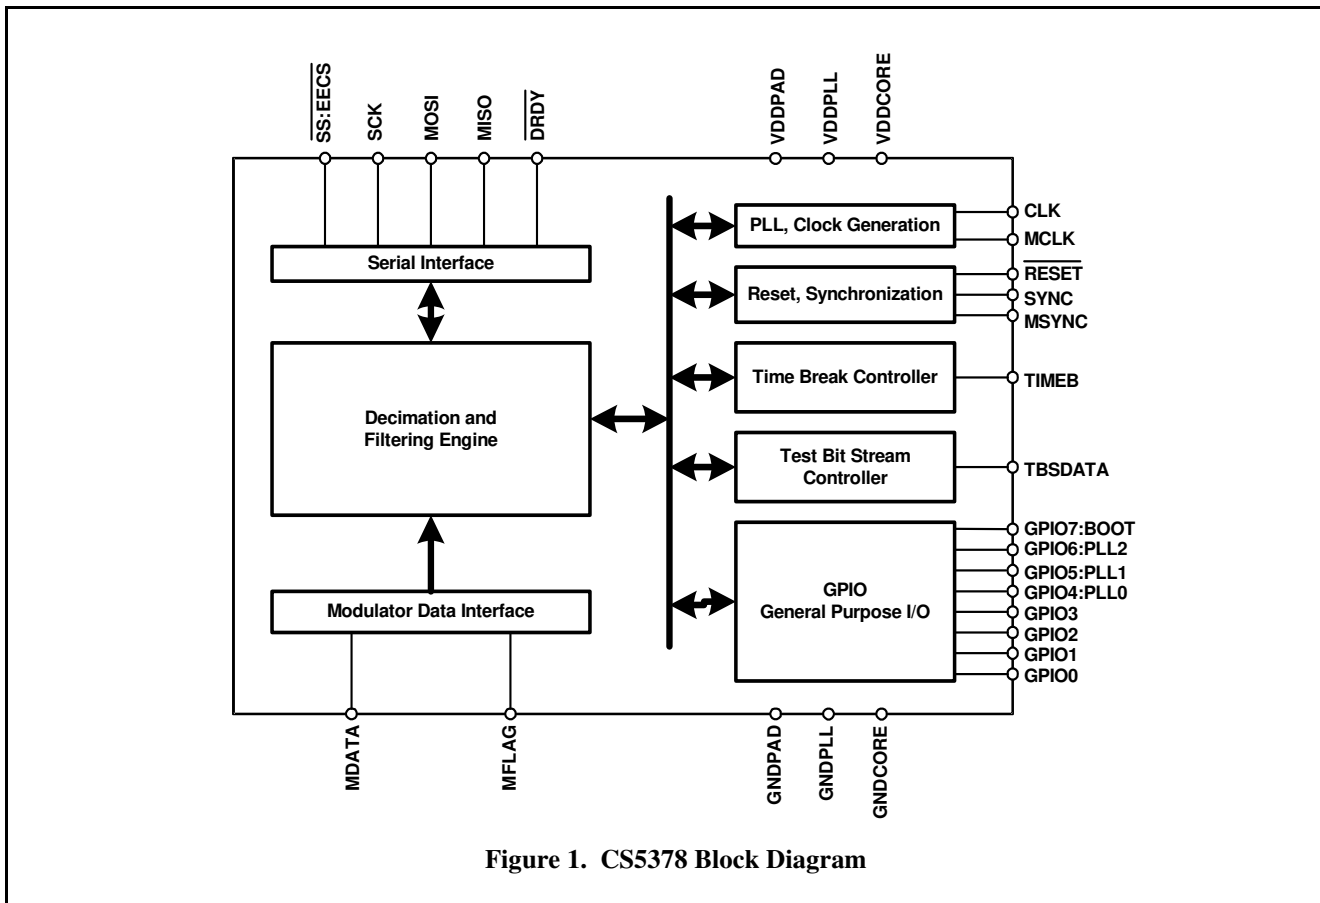 SS:EECS
SCK
MOSI
MISO
DRDY
VDDPAD
VDDPLL
VDDCORE
Serial Interface
Decimation and
Filtering Engine
Modulator Data Interface
MDATA
MFLAG
PLL, Clock Generation
CLK
MCLK
Reset, Synchronization
RESET
SYNC
MSYNC
Time Break Controller
TIMEB
Test Bit Stream
Controller
TBSDATA
GPIO
General Purpose I/O
GPIO7:BOOT
GPIO6:PLL2
GPIO5:PLL1
GPIO4:PLL0
GPIO3
GPIO2
GPIO1
GPIO0
GNDPAD
GNDPLL
GNDCORE
Figure 1. CS5378 Block Diagram